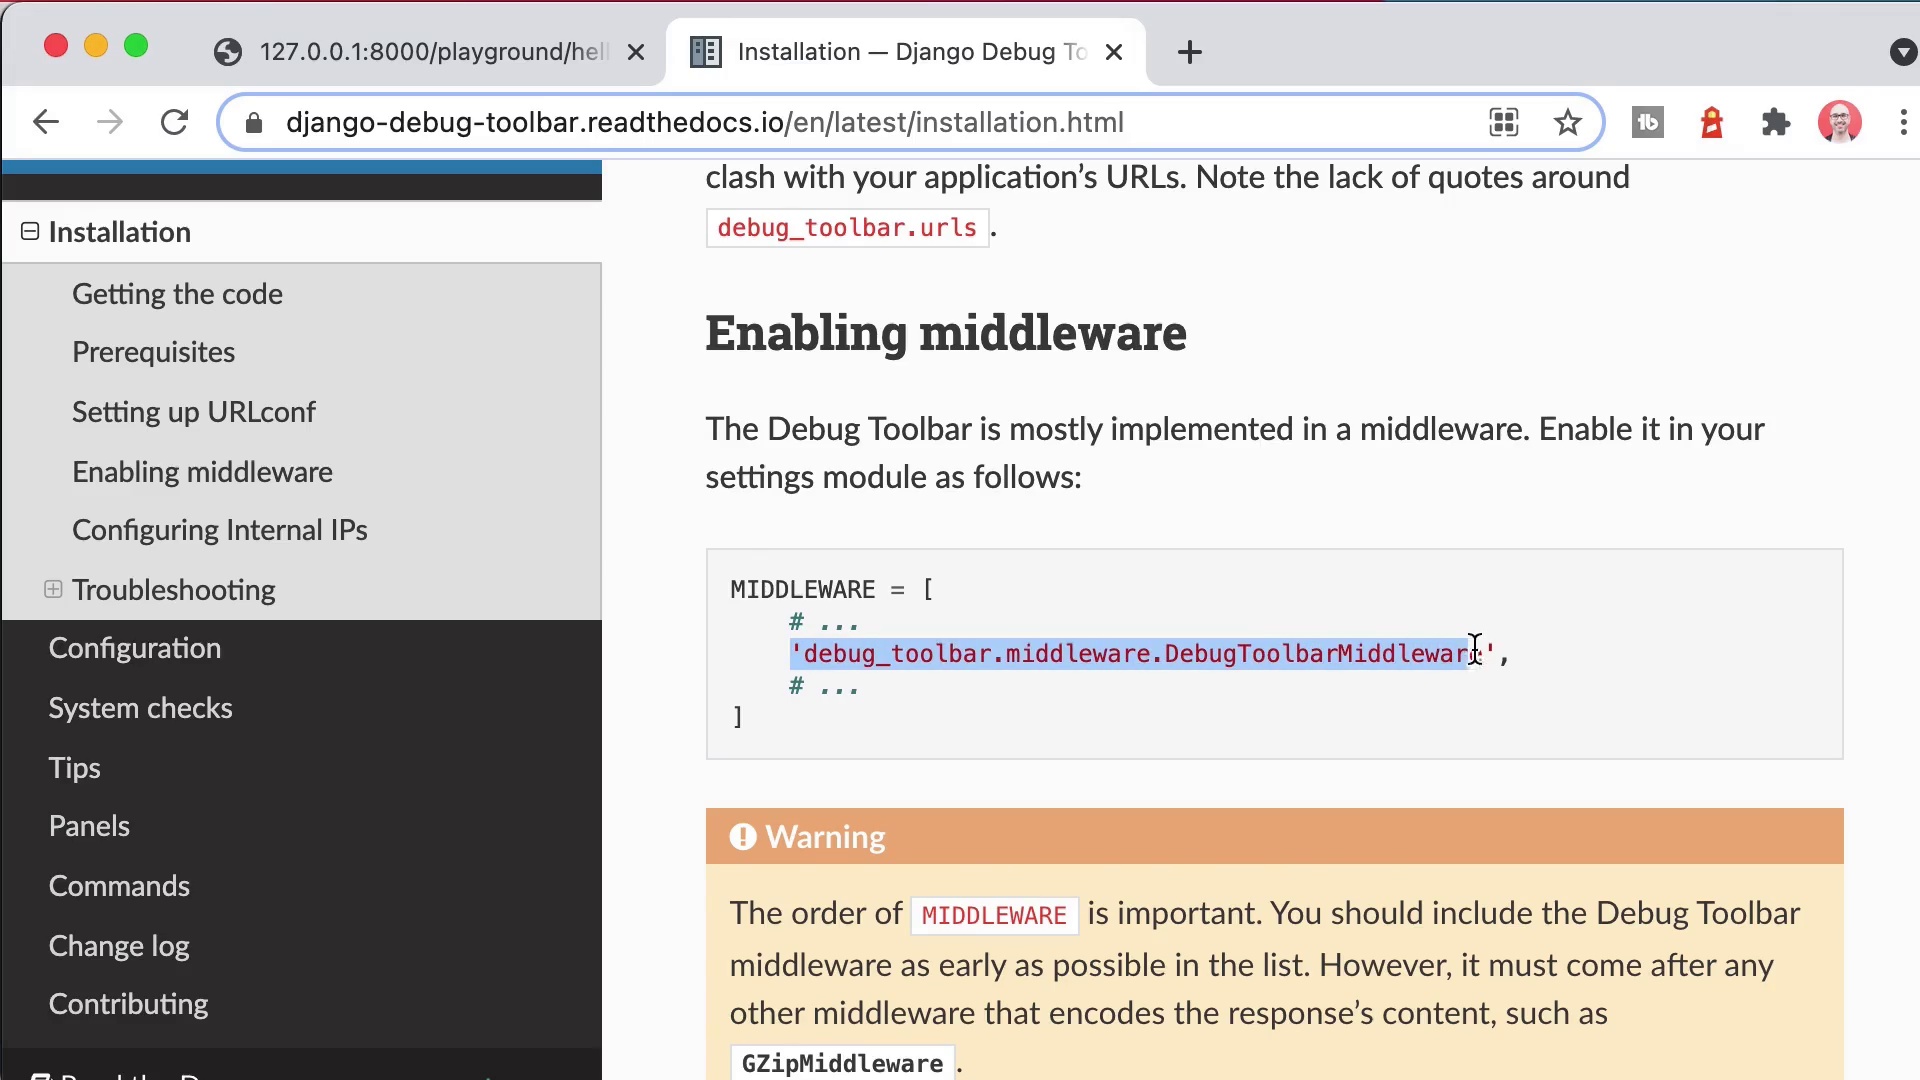 127.0.0.1:8000/playground/hell
Installation — Django Debug To
django-debug-toolbar.readthedocs.io/en/latest/installation.html
Installation
Getting the code
Prerequisites
Setting up URLconf
Enabling middleware
Configuring Internal IPs
Troubleshooting
Configuration
System checks
Tips
Panels
Commands
Change log
Contributing
clash with your application’s URLs. Note the lack of quotes around
debug_toolbar.urls.
Enabling middleware
The Debug Toolbar is mostly implemented in a middleware. Enable it in your
settings module as follows:
MIDDLEWARE = [
# ...
'debug_toolbar.middleware.DebugToolbarMiddleware',
# ...
]
Warning
The order of MIDDLEWARE is important. You should include the Debug Toolbar
middleware as early as possible in the list. However, it must come after any
other middleware that encodes the response’s content, such as
GZipMiddleware.